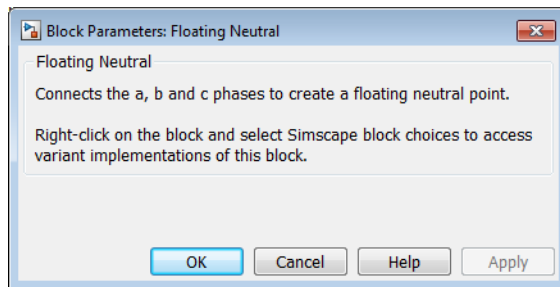 Block Parameters: Floating Neutral
Floating Neutral
Connects the a, b and c phases to create a floating neutral point.
Right-click on the block and select Simscape block choices to access
variant implementations of this block.
OK Cancel Help Apply